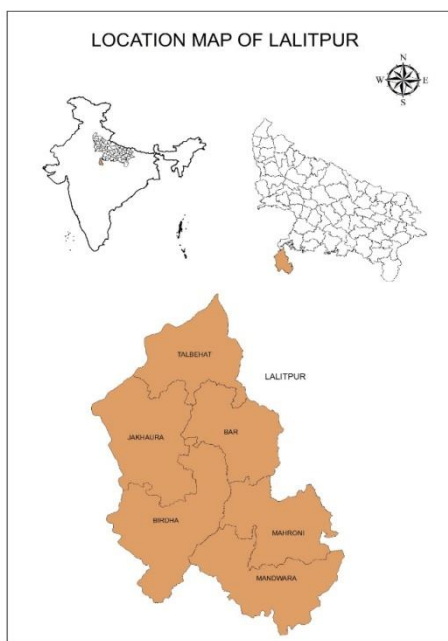 LOCATION MAP OF LALITPUR
N
W E
S
TALBEHAT
LALITPUR
JAKHAURA
BAR
BIRDHA
MAHRONI
MANDWARA